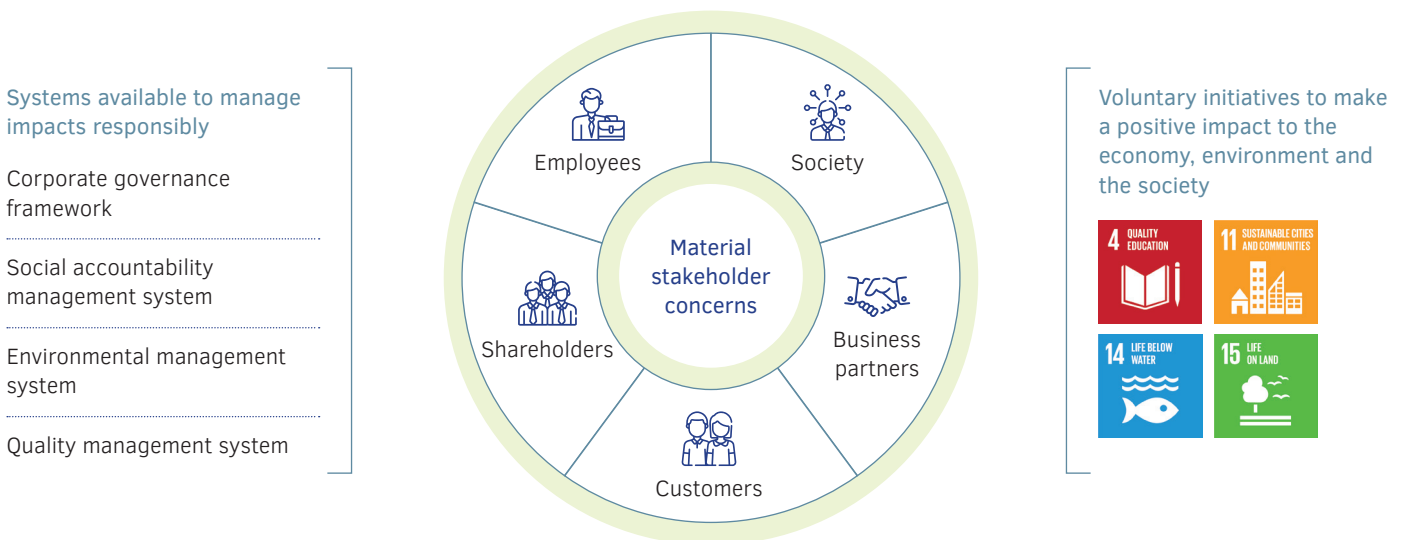 Systems available to manage
impacts responsibly
Corporate governance
framework
Social accountability
management system
Environmental management
system
Quality management system
Employees
Society
Material
stakeholder
concerns
Shareholders
Business
partners
Customers
Voluntary initiatives to make
a positive impact to the
economy, environment and
the society
4 QUALITY
EDUCATION
11 SUSTAINABLE CITIES
AND COMMUNITIES
14 LIFE BELOW
WATER
15 LIFE
ON LAND